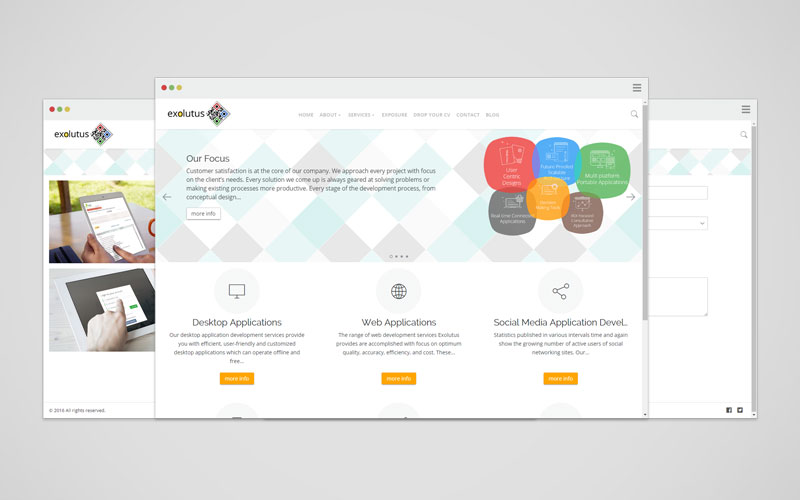 exolutus
exolutus
HOME ABOUT SERVICES EXPOSURE DROP YOUR CV CONTACT BLOG
Our Focus
Customer satisfaction is at the core of our company. We approach every project with focus
on the client's needs. Every solution we come up is always geared at solving problems or
making existing processes more productive. Every stage of the development process, from
conceptual design...
more info
User
Centric
Designs
Future Proofed
Scalable
Multi platform
Portable Applications
Real-time Connected
Applications
Decision
Making Tools
ROI focused
Consultative
Approach
Desktop Applications
Our desktop application development services provide
you with efficient, user-friendly and customized
desktop applications which can operate offline and
free...
more info
Web Applications
The range of web development services Exolutus
provides are accomplished with focus on optimum
quality, accuracy, efficiency, and cost. These...
more info
Social Media Application Devel...
Statistics published in various intervals time and again
show the growing number of active users of social
networking sites. Our...
more info
© 2016 All rights reserved.